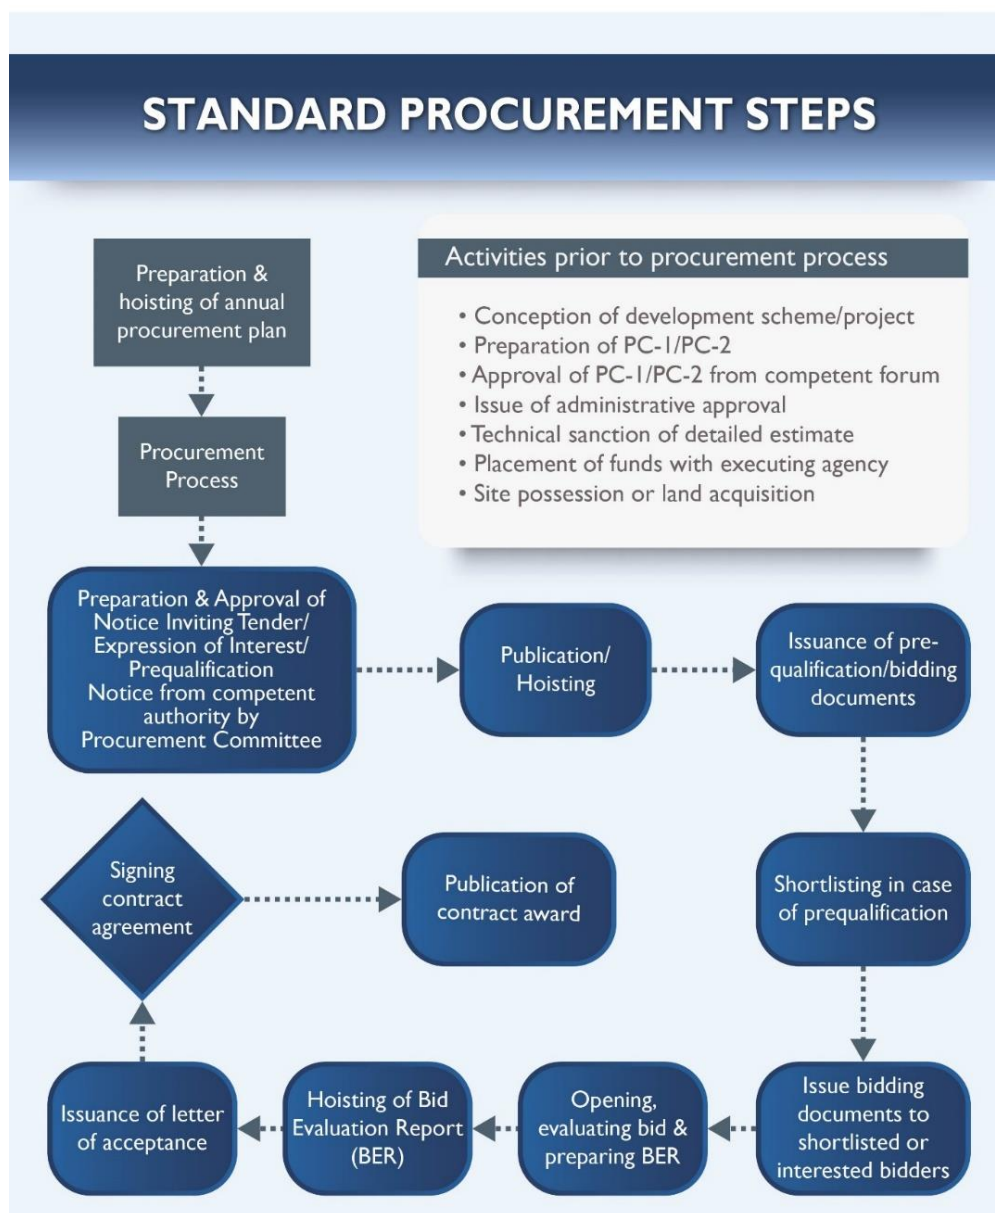 STANDARD PROCUREMENT STEPS
Preparation &
hoisting of annual
procurement plan
Procurement
Process
Activities prior to procurement process
• Conception of development scheme/project
• Preparation of PC-1/PC-2
• Approval of PC-1/PC-2 from competent forum
• Issue of administrative approval
• Technical sanction of detailed estimate
• Placement of funds with executing agency
• Site possession or land acquisition
Preparation & Approval of
Notice Inviting Tender/
Expression of Interest/
Prequalification
Notice from competent
authority by
Procurement Committee
Publication/
Hoisting
Issuance of pre-
qualification/bidding
documents
Shortlisting in case
of prequalification
Issue bidding
documents to
shortlisted or
interested bidders
Opening,
evaluating bid &
preparing BER
Hoisting of Bid
Evaluation Report
(BER)
Issuance of letter
of acceptance
Signing
contract
agreement
Publication of
contract award